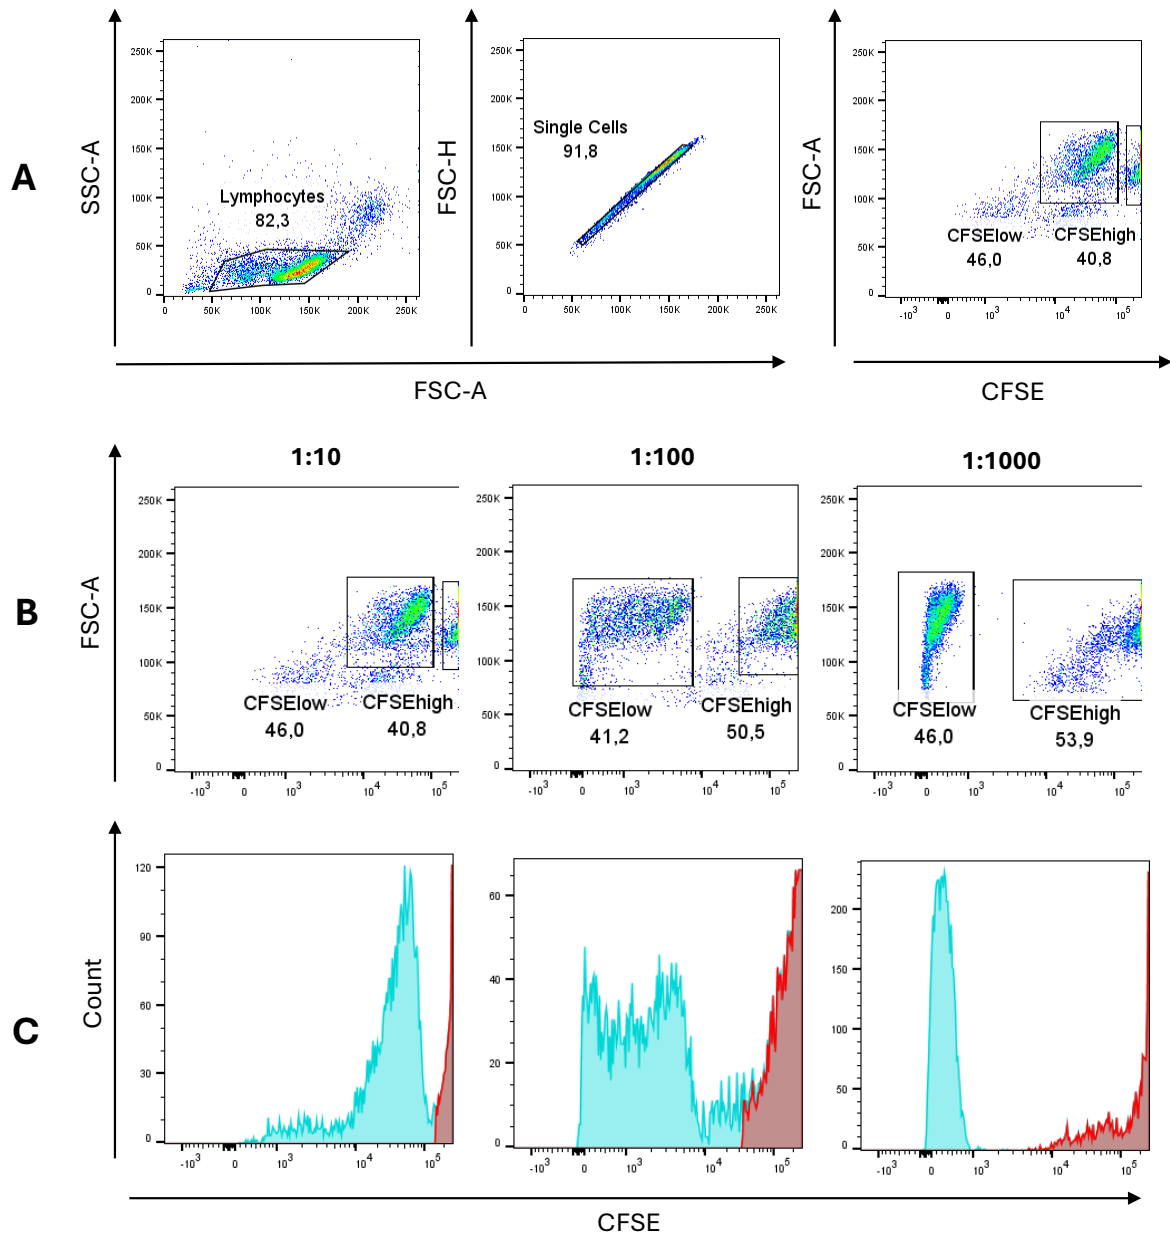 A
SSC-A
250K
200K
150K
100K
50K
0
Lymphocytes
82,3
0 50K 100K 150K 200K 250K
FSC-H
250K
200K
150K
100K
50K
0
Single Cells
91,8
0 50K 100K 150K 200K 250K
FSC-A
FSC-A
250K
200K
150K
100K
50K
0
CFSElow CFSEhigh
46,0 40,8
-10³ 0 10³ 10⁴ 10⁵
CFSE
B
FSC-A
1:10 1:100 1:1000
250K
200K
150K
100K
50K
0
CFSElow CFSEhigh
46,0 40,8
-10³ 0 10³ 10⁴ 10⁵
250K
200K
150K
100K
50K
0
CFSElow CFSEhigh
41,2 50,5
-10³ 0 10³ 10⁴ 10⁵
250K
200K
150K
100K
50K
0
CFSElow CFSEhigh
46,0 53,9
-10³ 0 10³ 10⁴ 10⁵
C
Count
120
90
60
30
0
-10³ 0 10³ 10⁴ 10⁵
60
40
20
0
-10³ 0 10³ 10⁴ 10⁵
200
150
100
50
0
-10³ 0 10³ 10⁴ 10⁵
CFSE